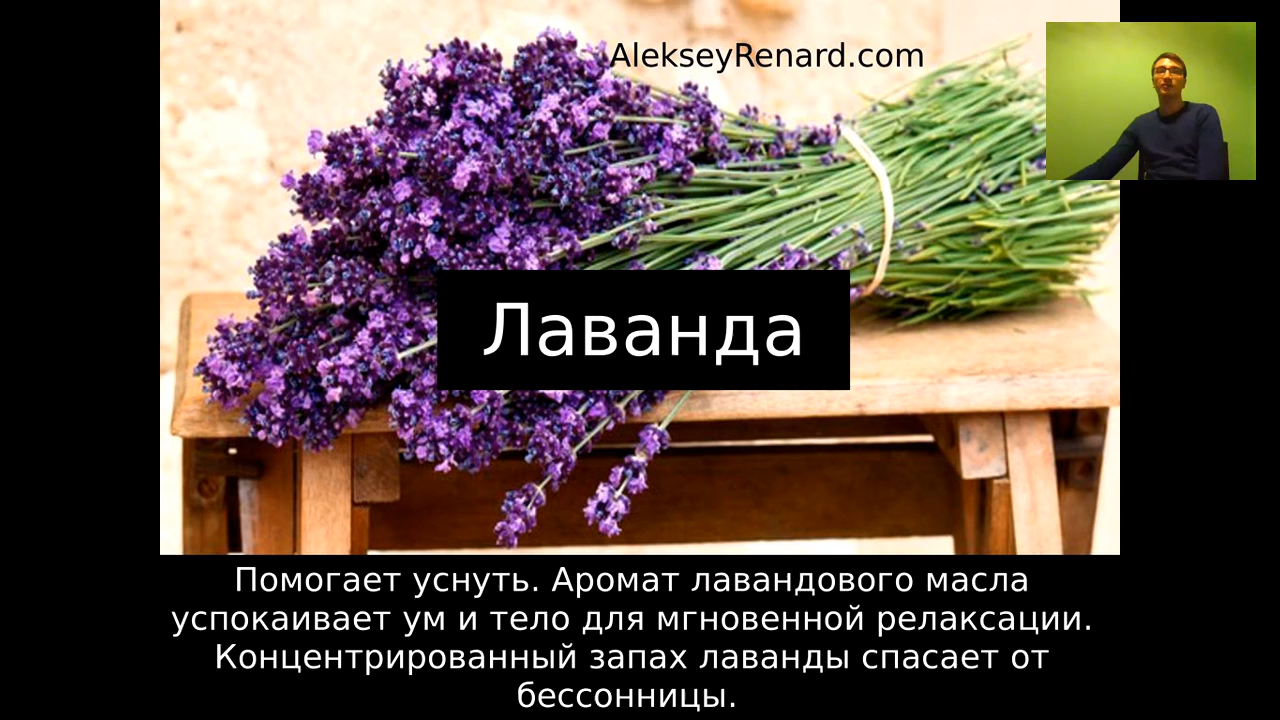 AlekseyRenard.com
Лаванда
Помогает уснуть. Аромат лавандового масла
успокаивает ум и тело для мгновенной релаксации.
Концентрированный запах лаванды спасает от
бессонницы.